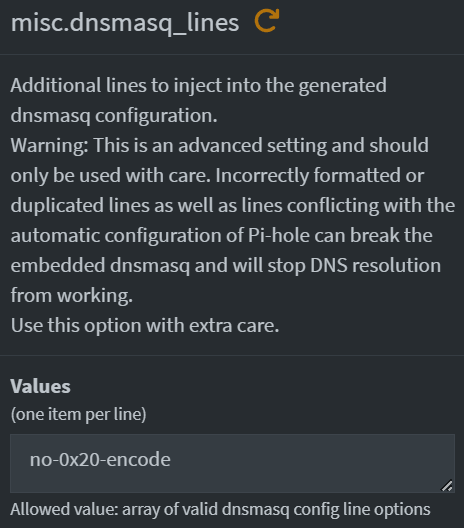 misc.dnsmasq_lines
Additional lines to inject into the generated
dnsmasq configuration.
Warning: This is an advanced setting and should
only be used with care. Incorrectly formatted or
duplicated lines as well as lines conflicting with the
automatic configuration of Pi-hole can break the
embedded dnsmasq and will stop DNS resolution
from working.
Use this option with extra care.
Values
(one item per line)
no-0x20-encode
Allowed value: array of valid dnsmasq config line options